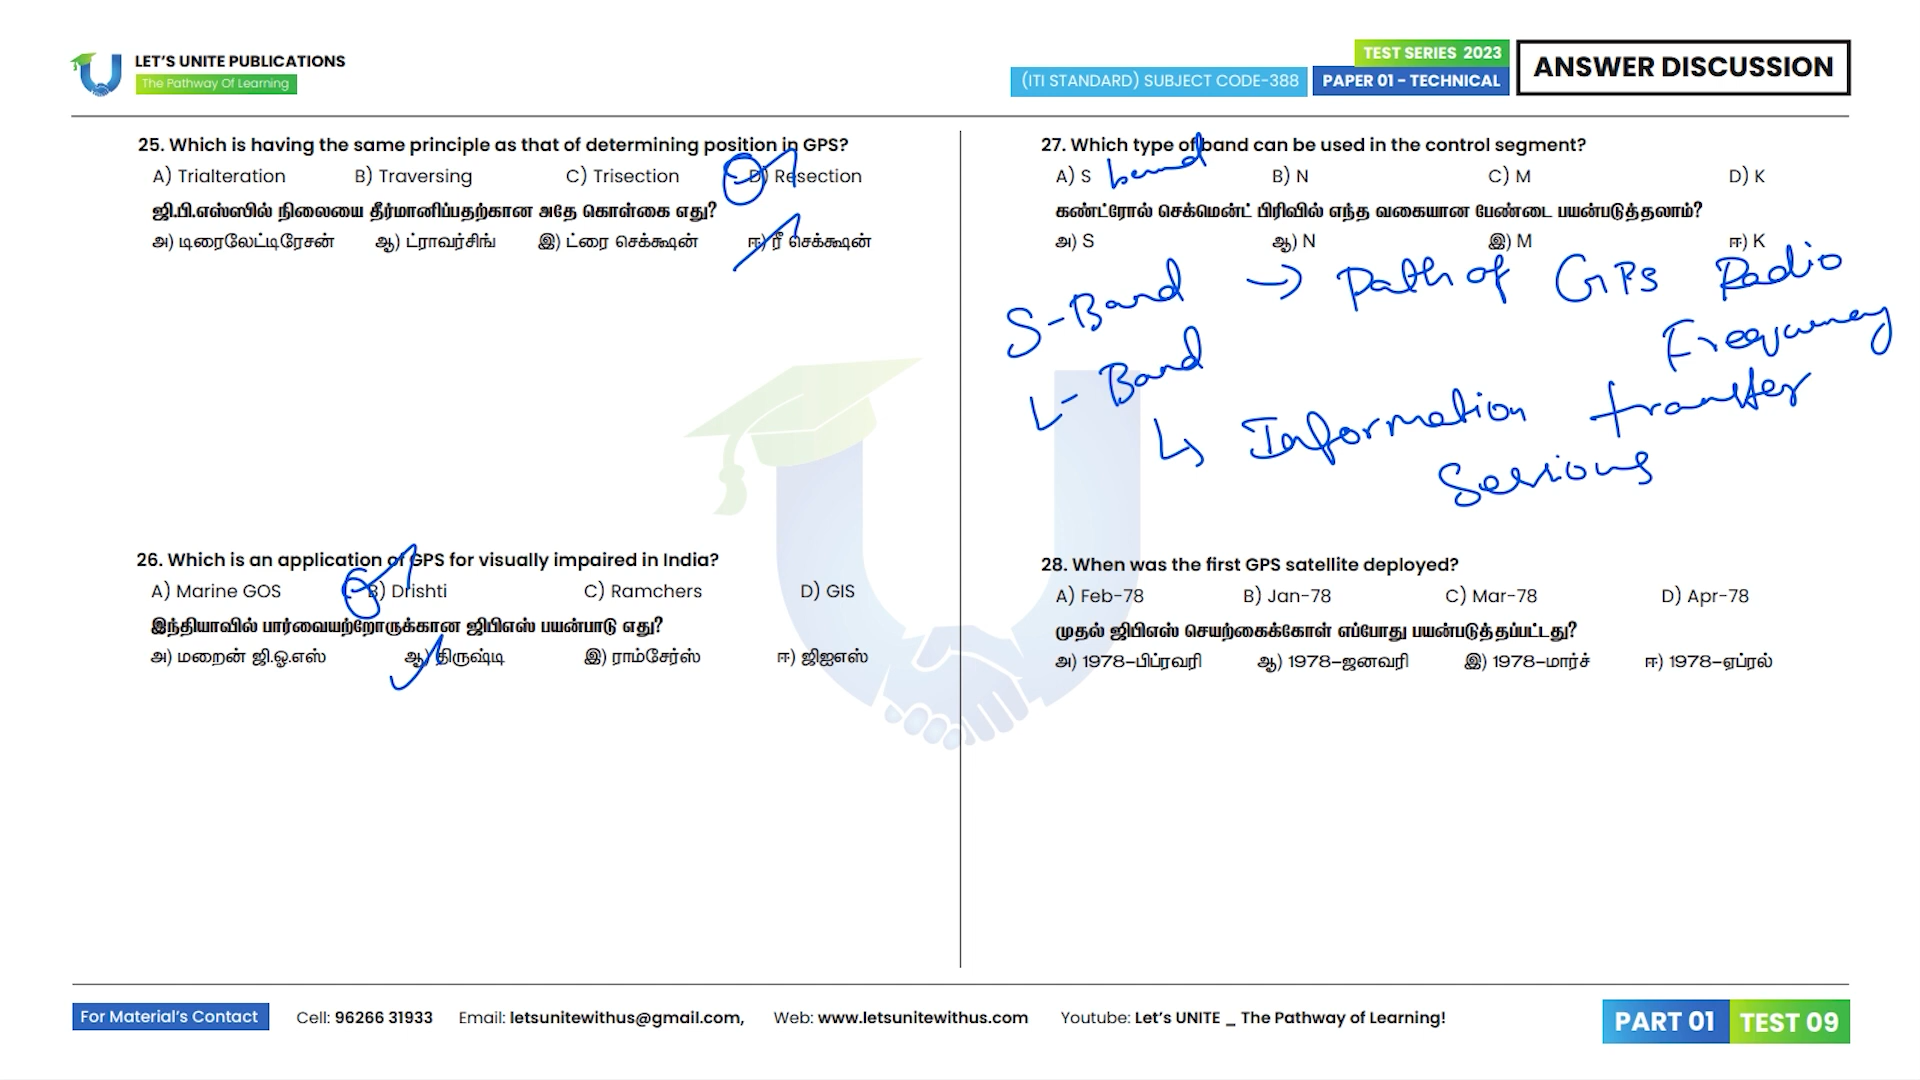 LET'S UNITE PUBLICATIONS
The Pathway Of Learning
TEST SERIES 2023
(ITI STANDARD) SUBJECT CODE-388
PAPER 01 - TECHNICAL
ANSWER DISCUSSION
25. Which is having the same principle as that of determining position in GPS?
A) Trialteration B) Traversing C) Trisection D) Resection
ஜி.பி.எஸ்ஸில் நிலையை தீர்மானிப்பதற்கான அதே கொள்கை எது?
அ) டிரைலேட்டிரேசன் ஆ) ட்ராவர்சிங் இ) ட்ரை செக்க்ஷன் ஈ) ரீ செக்க்ஷன்
26. Which is an application of GPS for visually impaired in India?
A) Marine GOS B) Drishti C) Ramchers D) GIS
இந்தியாவில் பார்வையற்றோருக்கான ஜிபிஎஸ் பயன்பாடு எது?
அ) மறைன் ஜி.ஓ.எஸ் ஆ) திருஷ்டி இ) ராம்சேர்ஸ் ஈ) ஜிஐஎஸ்
27. Which type of band can be used in the control segment?
A) S band B) N C) M D) K
கண்ட்ரோல் செக்மென்ட் பிரிவில் எந்த வகையான பேண்டை பயன்படுத்தலாம்?
அ) S ஆ) N இ) M ஈ) K
S-Band → Path of GPS Radio
Frequency
L-Band
↳ Information transfer
Serious
28. When was the first GPS satellite deployed?
A) Feb-78 B) Jan-78 C) Mar-78 D) Apr-78
முதல் ஜிபிஎஸ் செயற்கைக்கோள் எப்போது பயன்படுத்தப்பட்டது?
அ) 1978-பிப்ரவரி ஆ) 1978-ஜனவரி இ) 1978-மார்ச் ஈ) 1978-ஏப்ரல்
For Material's Contact Cell: 96266 31933 Email: letsunitewithus@gmail.com, Web: www.letsunitewithus.com Youtube: Let's UNITE _ The Pathway of Learning!
PART 01 TEST 09